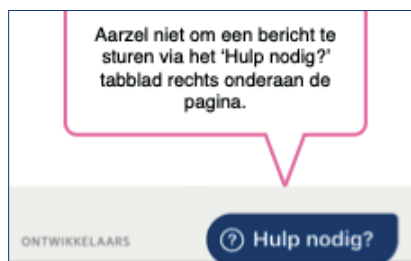 Aarzel niet om een bericht te
sturen via het ‘Hulp nodig?’
tabblad rechts onderaan de
pagina.
ONTWIKKELAARS
Hulp nodig?